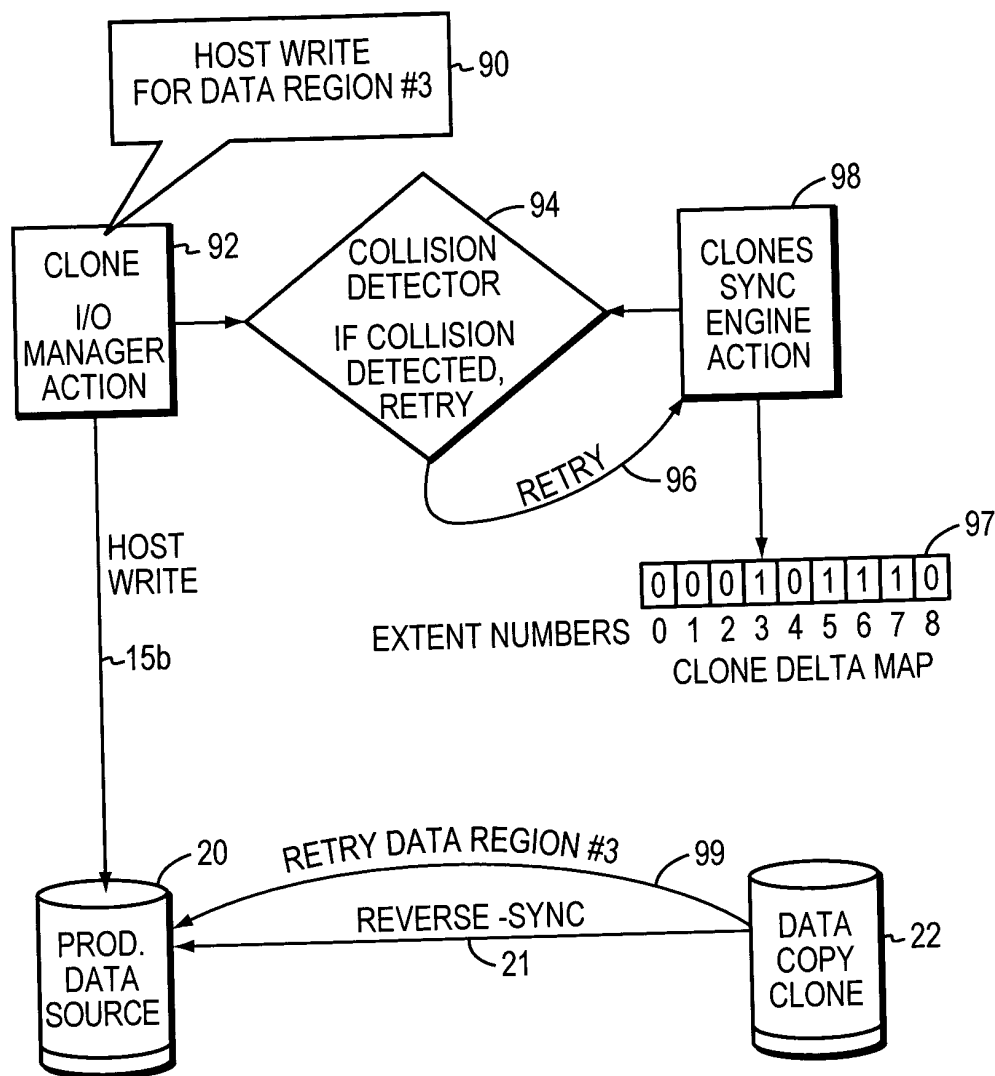 HOST WRITE
FOR DATA REGION #3
90
CLONE
I/O
MANAGER
ACTION
92
COLLISION
DETECTOR
IF COLLISION
DETECTED,
RETRY
94
CLONES
SYNC
ENGINE
ACTION
98
RETRY
96
HOST
WRITE
15b
97
0 0 0 1 0 1 1 1 0
EXTENT NUMBERS 0 1 2 3 4 5 6 7 8
CLONE DELTA MAP
RETRY DATA REGION #3
99
REVERSE -SYNC
21
20
PROD.
DATA
SOURCE
DATA
COPY
CLONE
22